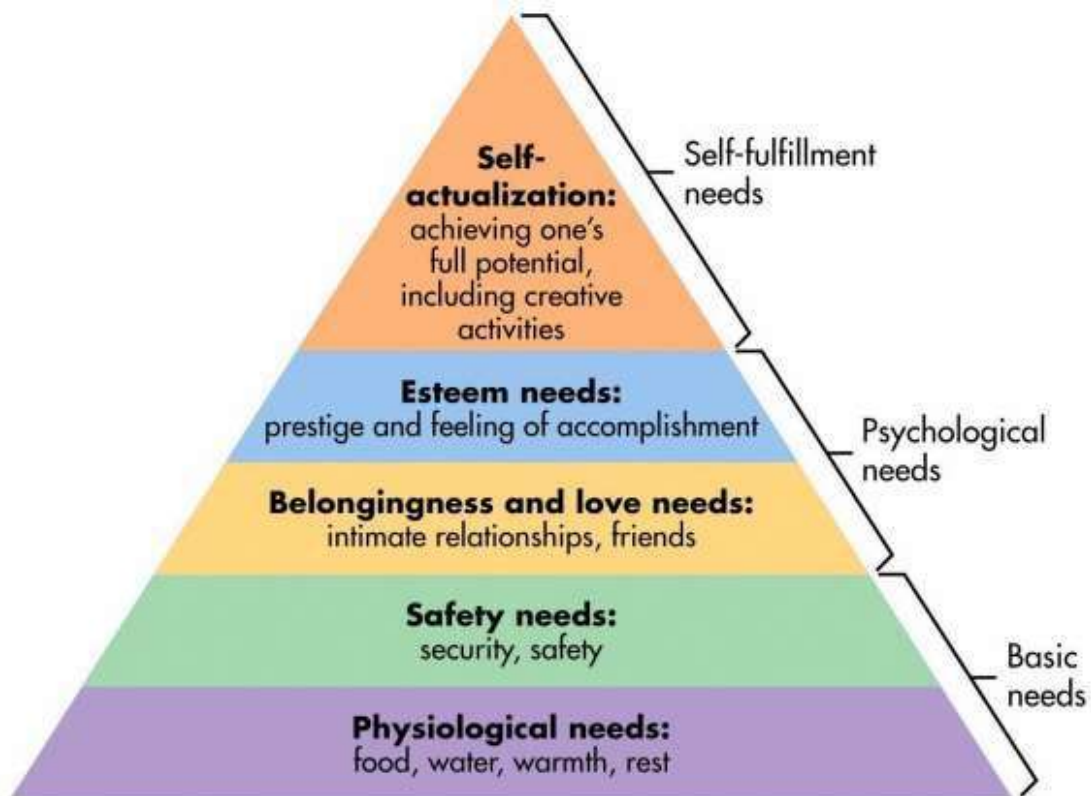 Self-
actualization:
achieving one's
full potential,
including creative
activities
Self-fulfillment
needs
Esteem needs:
prestige and feeling of accomplishment
Psychological
needs
Belongingness and love needs:
intimate relationships, friends
Safety needs:
security, safety
Basic
needs
Physiological needs:
food, water, warmth, rest